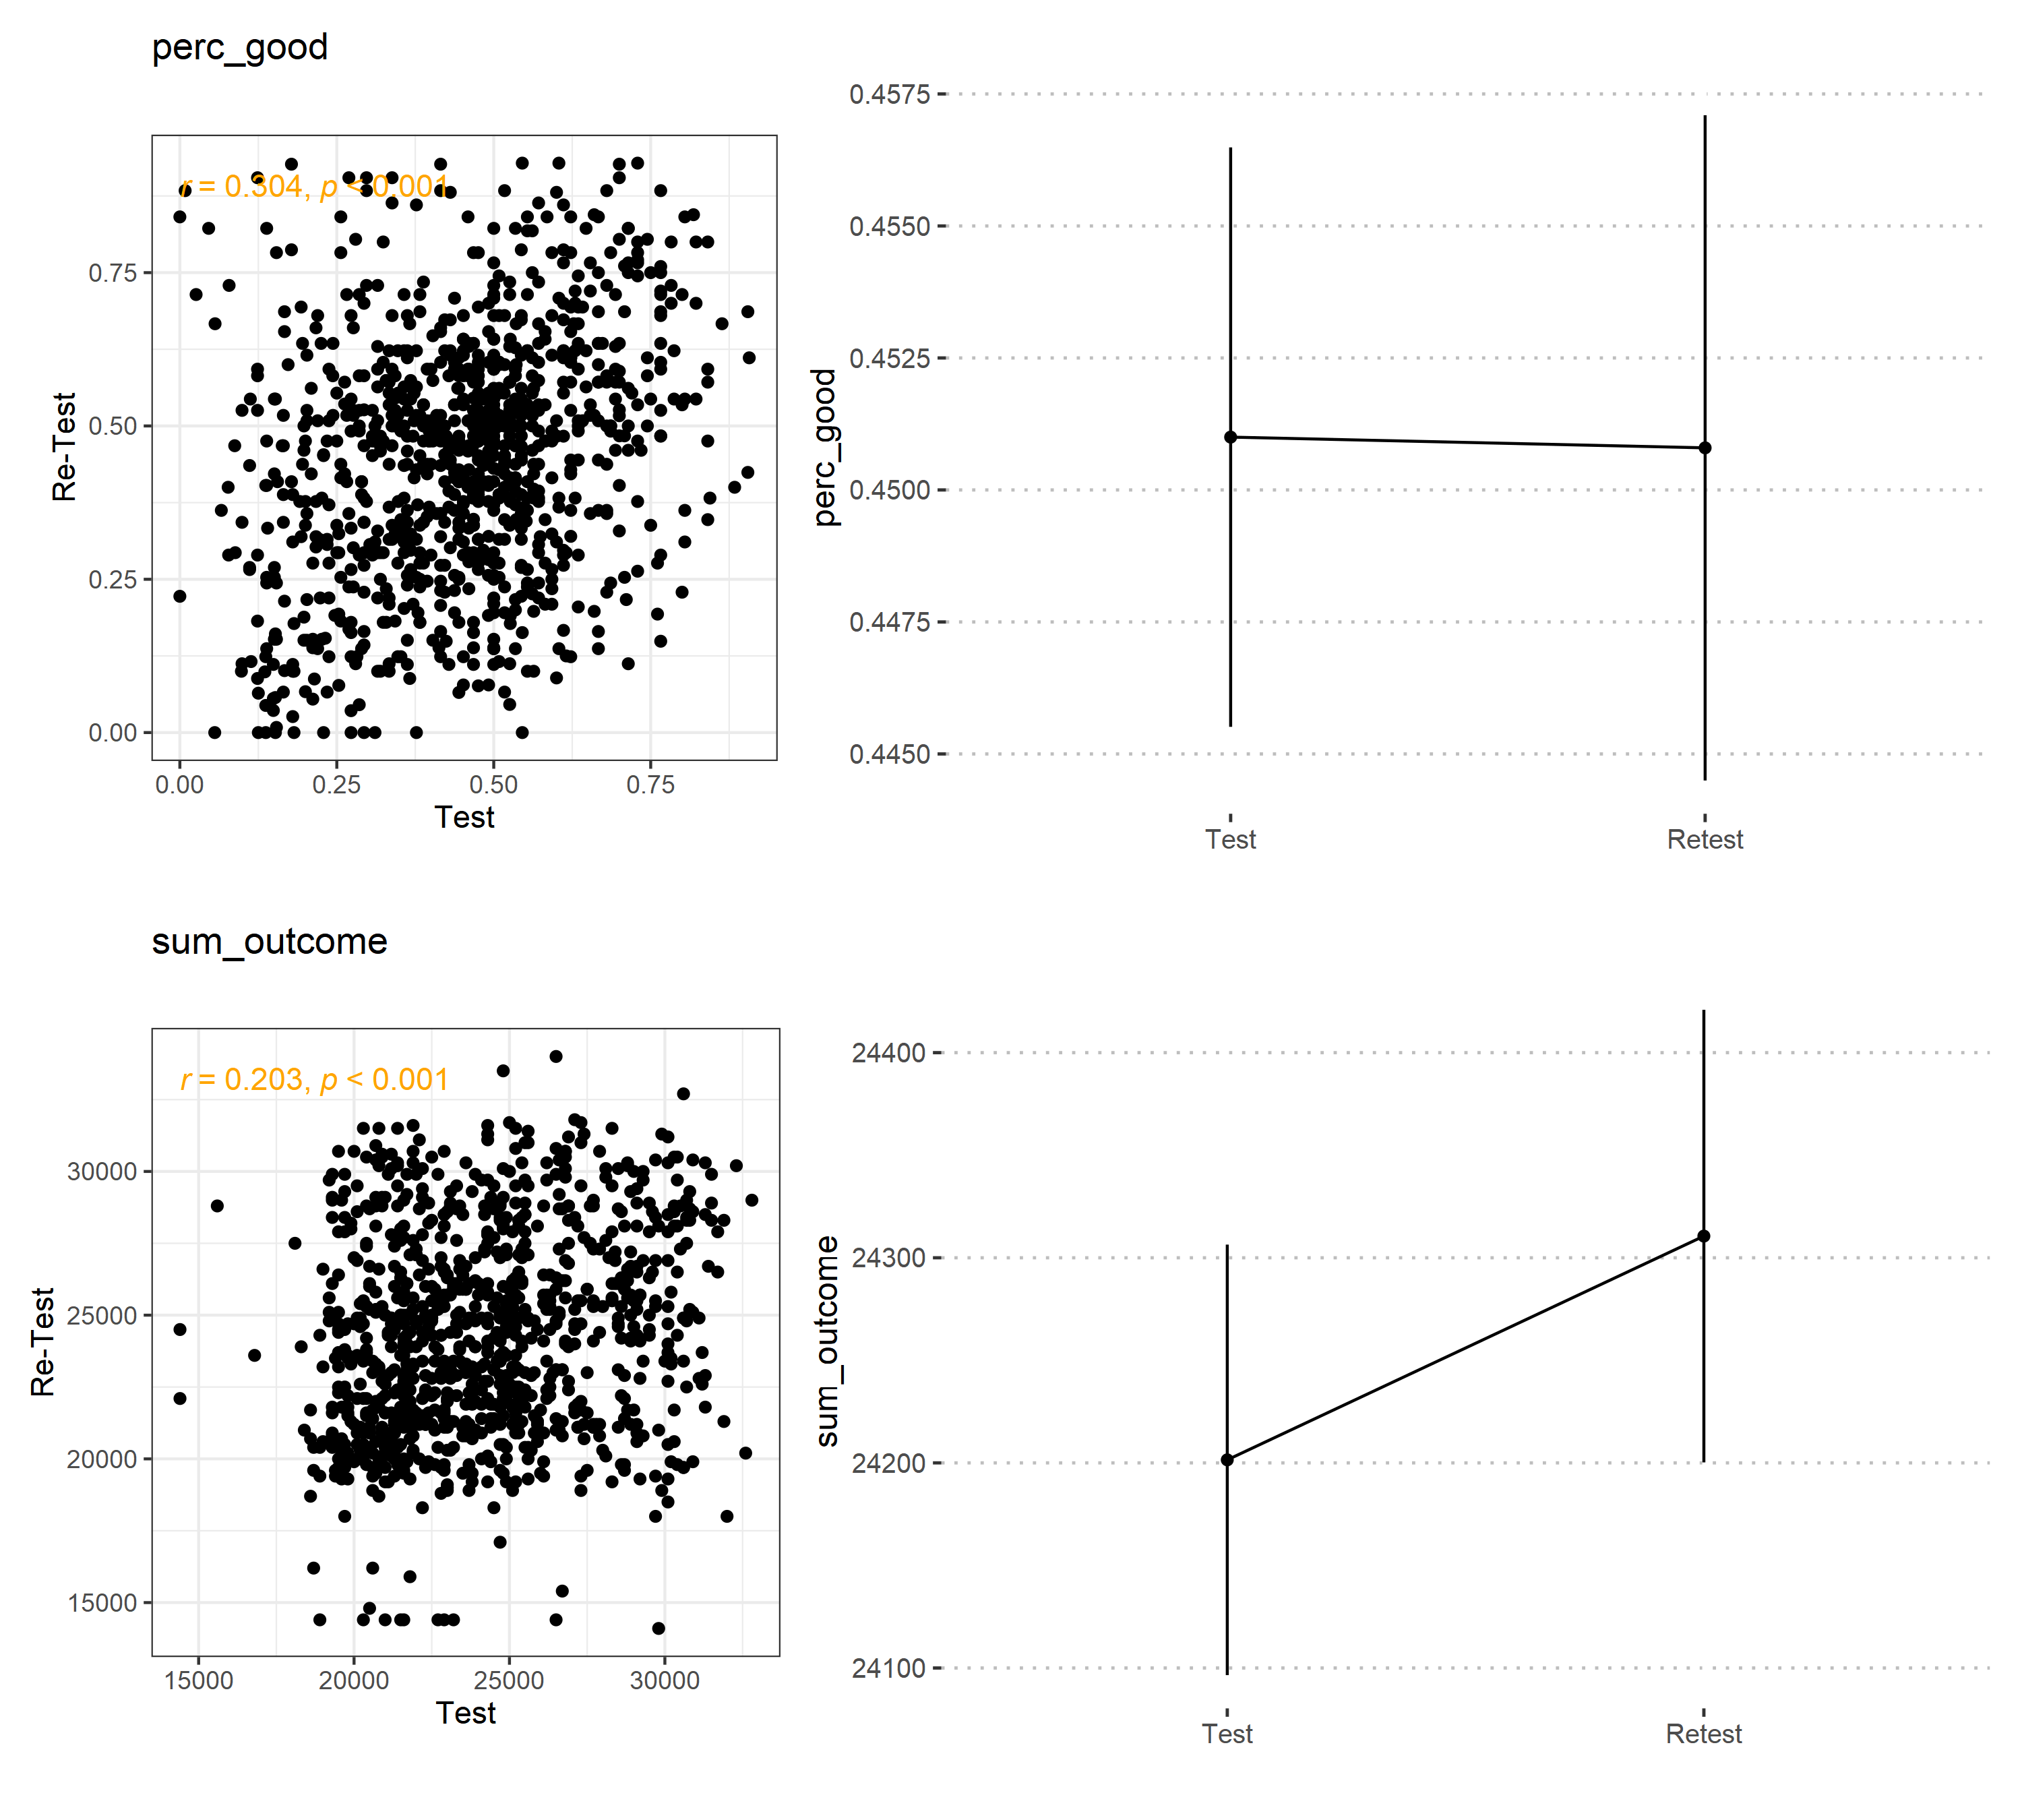 perc_good
r = 0.304, p < 0.001
Re-Test
0.75
0.50
0.25
0.00
0.00 0.25 0.50 0.75
Test
perc_good
0.4575
0.4550
0.4525
0.4500
0.4475
0.4450
Test Retest
sum_outcome
r = 0.203, p < 0.001
Re-Test
30000
25000
20000
15000
15000 20000 25000 30000
Test
sum_outcome
24400
24300
24200
24100
Test Retest